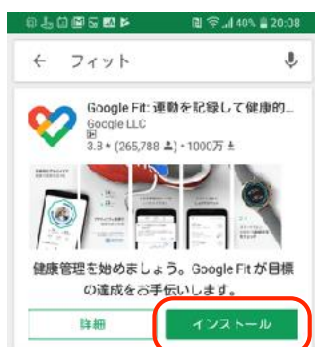 40% 20:38
フィット
Google Fit: 運動を記録して健康的...
Google LLC
3.8★ (265,788 ) • 1000万
健康管理を始めましょう。Google Fit が目標
の達成をお手伝いします。
詳細
インストール